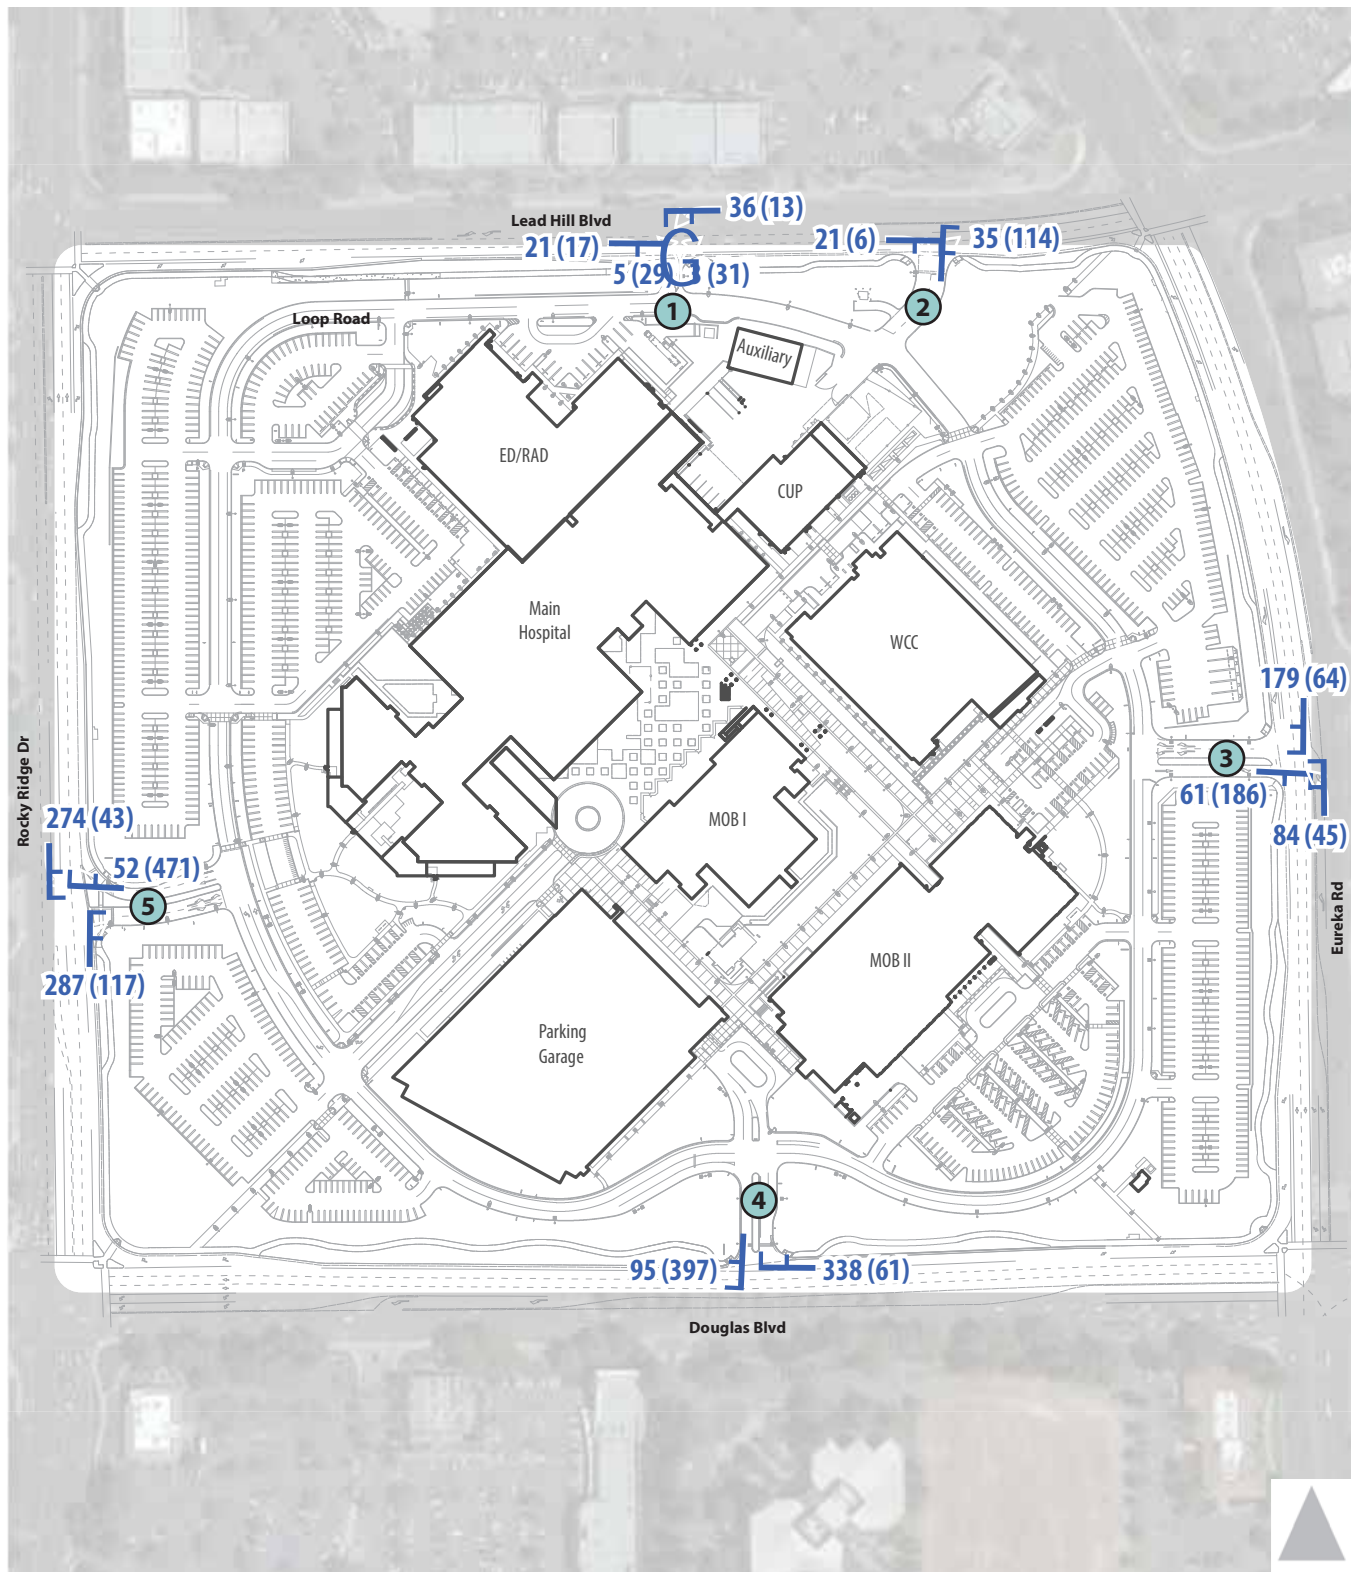 36 (13)
Lead Hill Blvd
21 (17)
21 (6)
35 (114)
5 (29)
3 (31)
1
2
Loop Road
Auxiliary
ED/RAD
CUP
Main
Hospital
WCC
179 (64)
3
61 (186)
84 (45)
Rocky Ridge Dr
274 (43)
MOB I
52 (471)
5
Eureka Rd
MOB II
287 (117)
Parking
Garage
4
95 (397)
338 (61)
Douglas Blvd